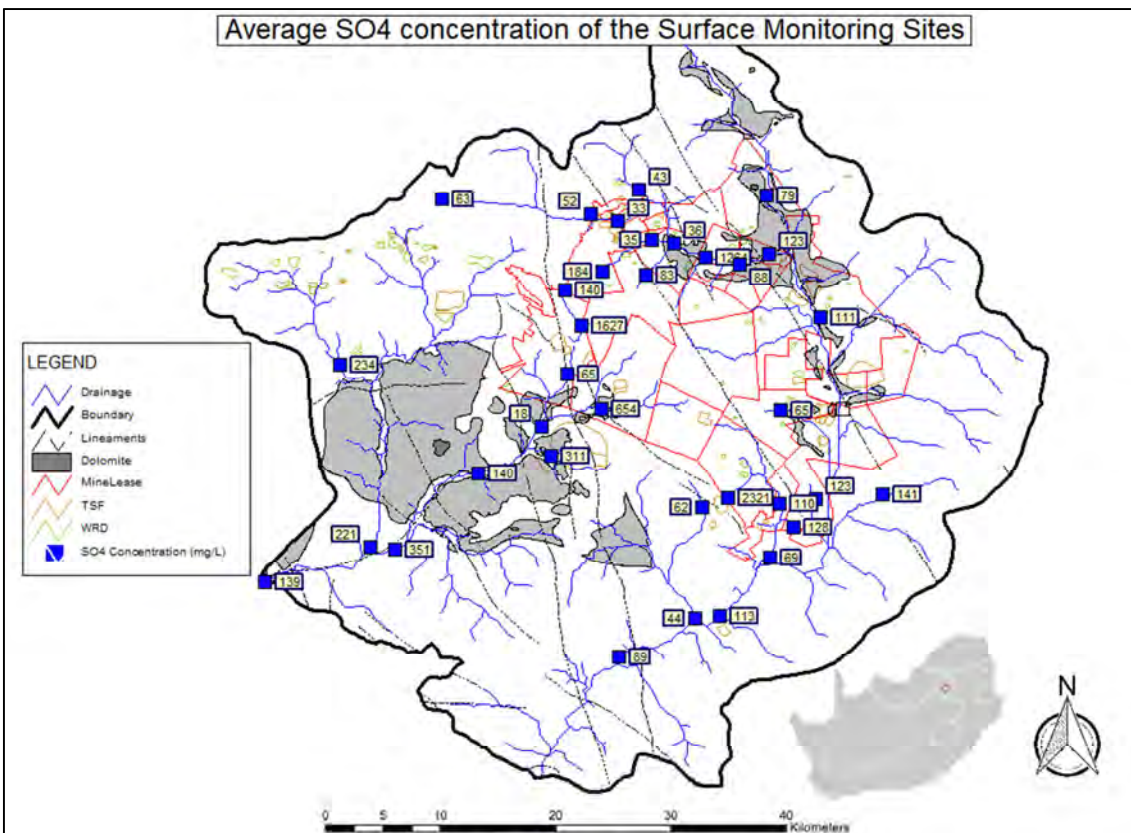 Average SO4 concentration of the Surface Monitoring Sites
43
63
52
33
79
35
36
123
1264
184
83
88
140
111
1627
LEGEND
Drainage
Boundary
Lineaments
Dolomite
MineLease
TSF
WRD
SO4 Concentration (mg/L)
234
65
18
654
65
311
140
123
2321
110
141
62
128
221
351
69
139
44
113
89
N
0 5 10 20 30 40
Kilometers